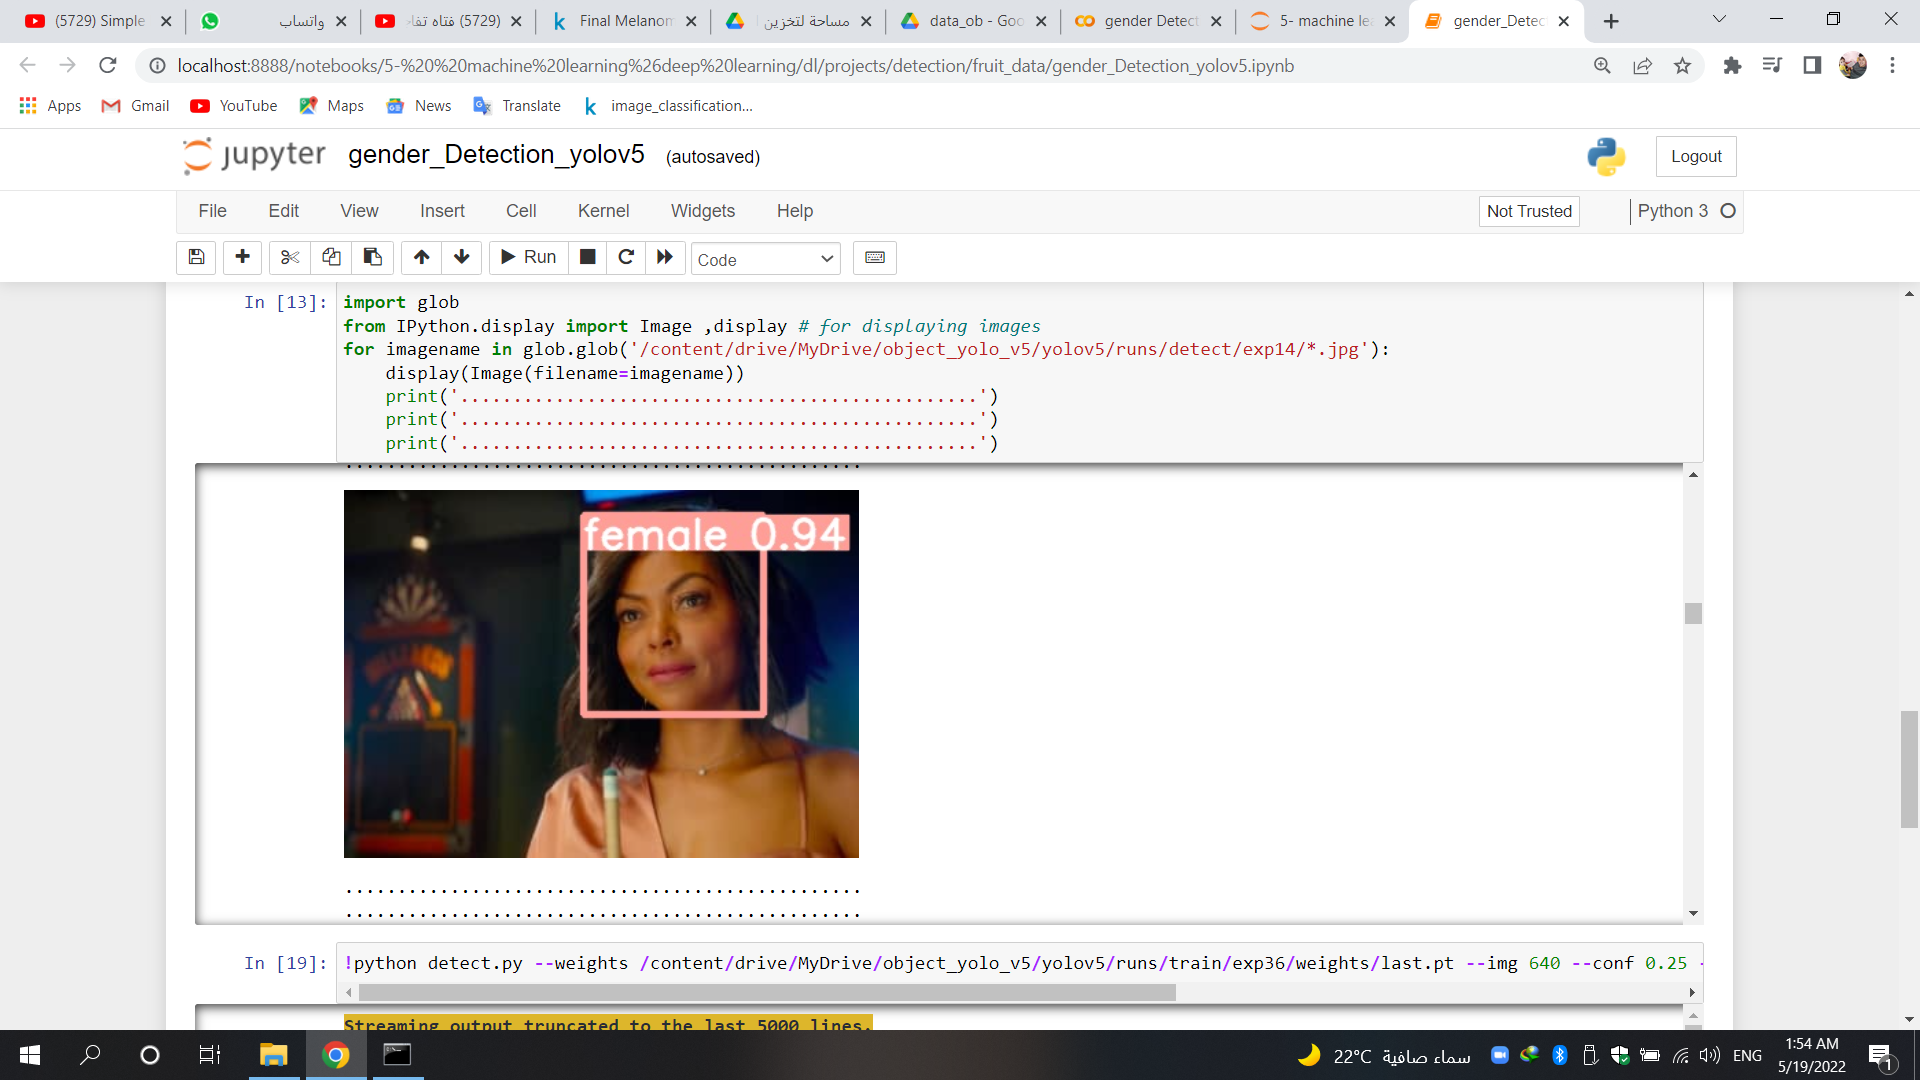 (5729) Simple
واتساب
(5729) فتاه تفا
Final Melanom
مساحة لتخزين
data_ob - Goo
gender Detect
5- machine lea
gender_Detec
localhost:8888/notebooks/5-%20%20machine%20learning%26deep%20learning/dl/projects/detection/fruit_data/gender_Detection_yolov5.ipynb
Apps Gmail YouTube Maps News Translate image_classification...
jupyter gender_Detection_yolov5 (autosaved) Logout
File Edit View Insert Cell Kernel Widgets Help Not Trusted Python 3
Run Code
In [13]: import glob
from IPython.display import Image ,display # for displaying images
for imagename in glob.glob('/content/drive/MyDrive/object_yolo_v5/yolov5/runs/detect/exp14/*.jpg'):
display(Image(filename=imagename))
print('.................................................')
print('.................................................')
print('.................................................')
.................................................
female 0.94
.................................................
.................................................
In [19]: !python detect.py --weights /content/drive/MyDrive/object_yolo_v5/yolov5/runs/train/exp36/weights/last.pt --img 640 --conf 0.25 -
Streaming output truncated to the last 5000 lines.
22°C سماء صافية
ENG
1:54 AM
5/19/2022
1